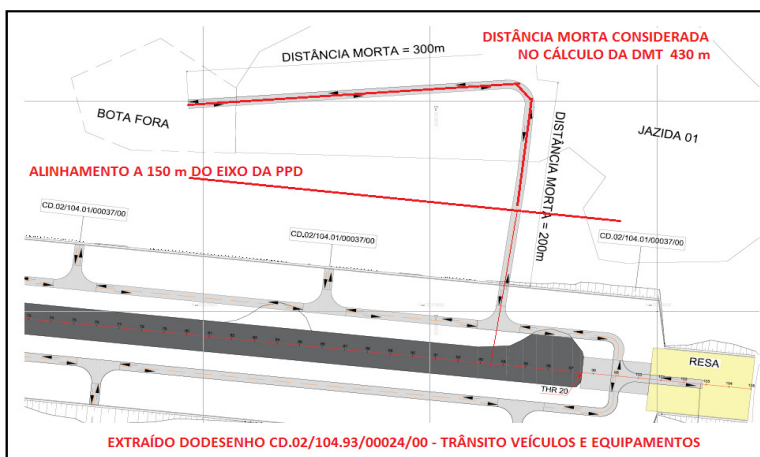 DISTÂNCIA MORTA = 300m
DISTÂNCIA MORTA CONSIDERADA
NO CÁLCULO DA DMT 430 m
BOTA FORA
JAZIDA 01
DISTÂNCIA MORTA = 200m
ALINHAMENTO A 150 m DO EIXO DA PPD
CD.02/104.01/00037/00
CD.02/104.01/00037/00
CD.02/104.01/00037/00
RESA
THR 20
EXTRAÍDO DODESENHO CD.02/104.93/00024/00 - TRÂNSITO VEÍCULOS E EQUIPAMENTOS